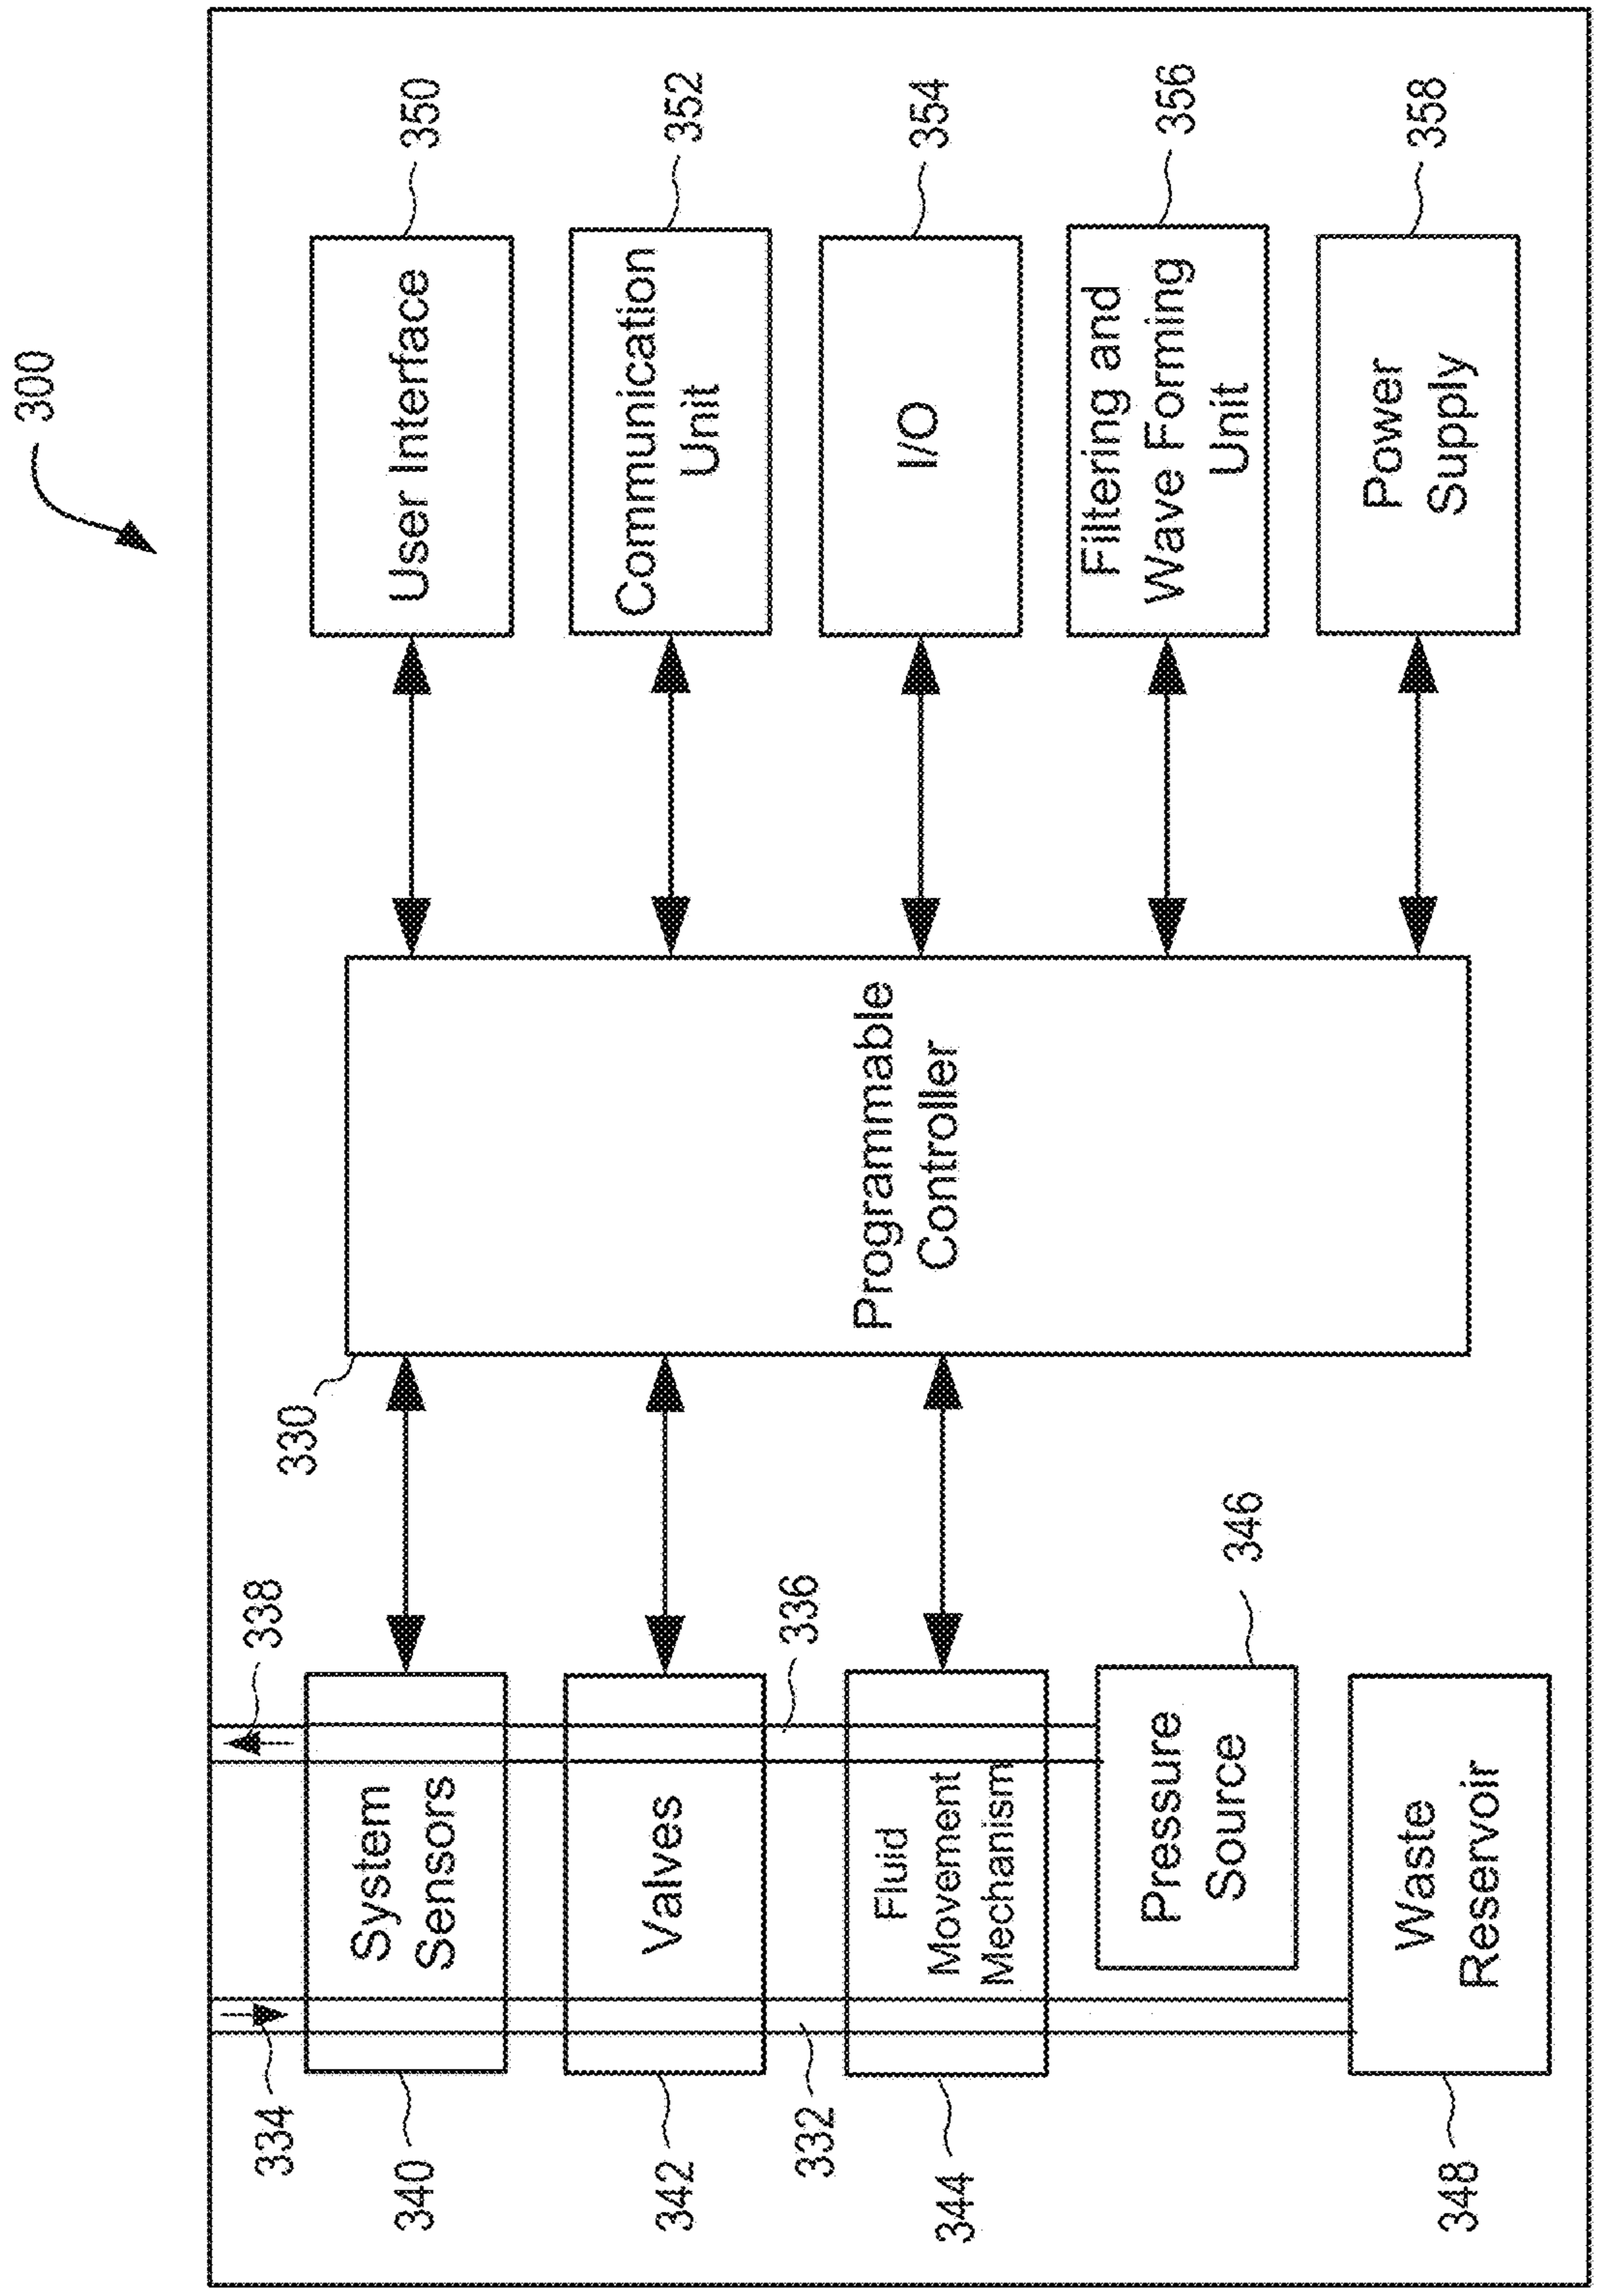 300
334
338
340
System
Sensors
342
Valves
332
336
344
Fluid
Movement
Mechanism
346
Pressure
Source
348
Waste
Reservoir
330
Programmable
Controller
350
User Interface
352
Communication
Unit
354
I/O
356
Filtering and
Wave Forming
Unit
358
Power
Supply